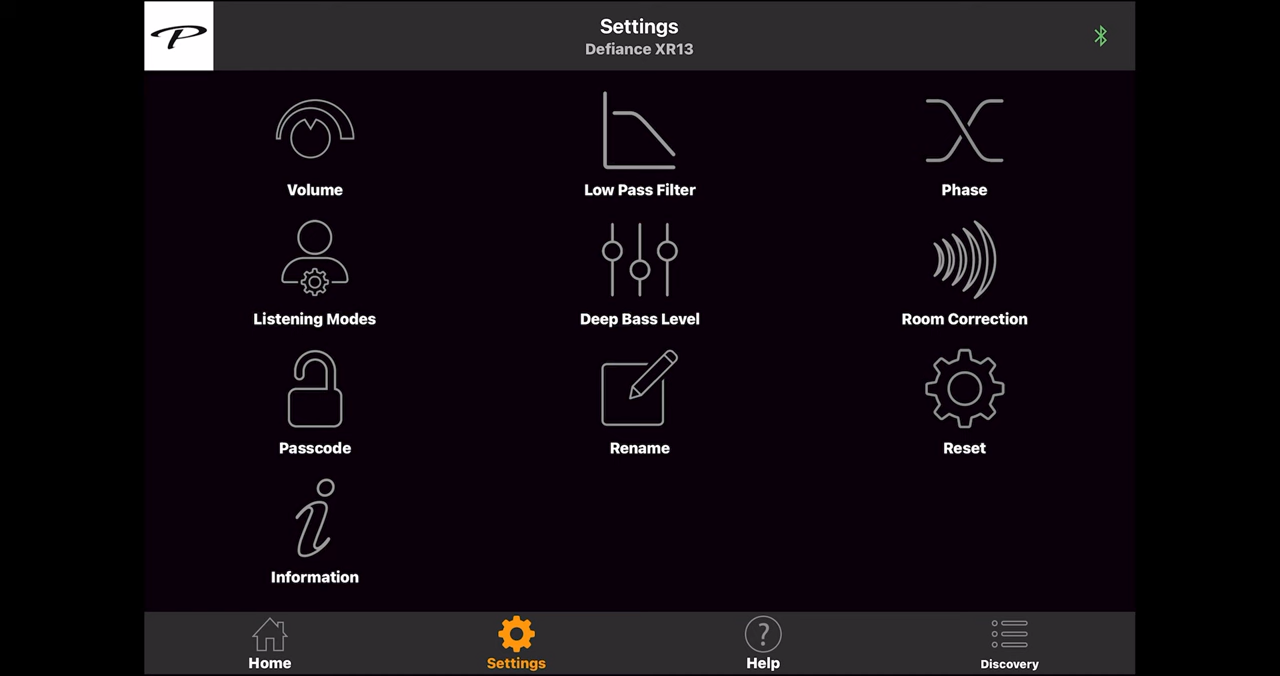 Settings
Defiance XR13
Volume
Low Pass Filter
Phase
Listening Modes
Deep Bass Level
Room Correction
Passcode
Rename
Reset
Information
Home
Settings
Help
Discovery